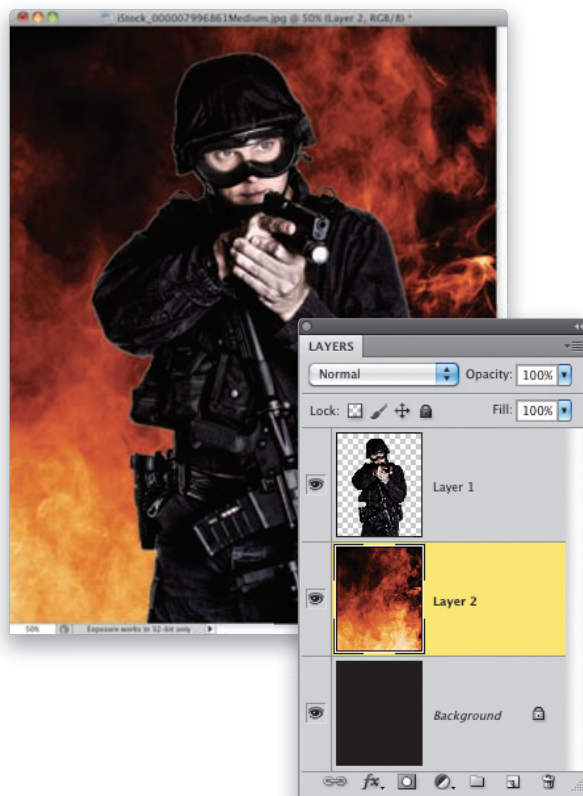 iStock_000007996861Medium.jpg @ 50% (Layer 2, RGB/8) *
LAYERS
Normal
Opacity: 100%
Lock:
Fill: 100%
Layer 1
Layer 2
Background
fx
50%
Exposure works in 32-bit only